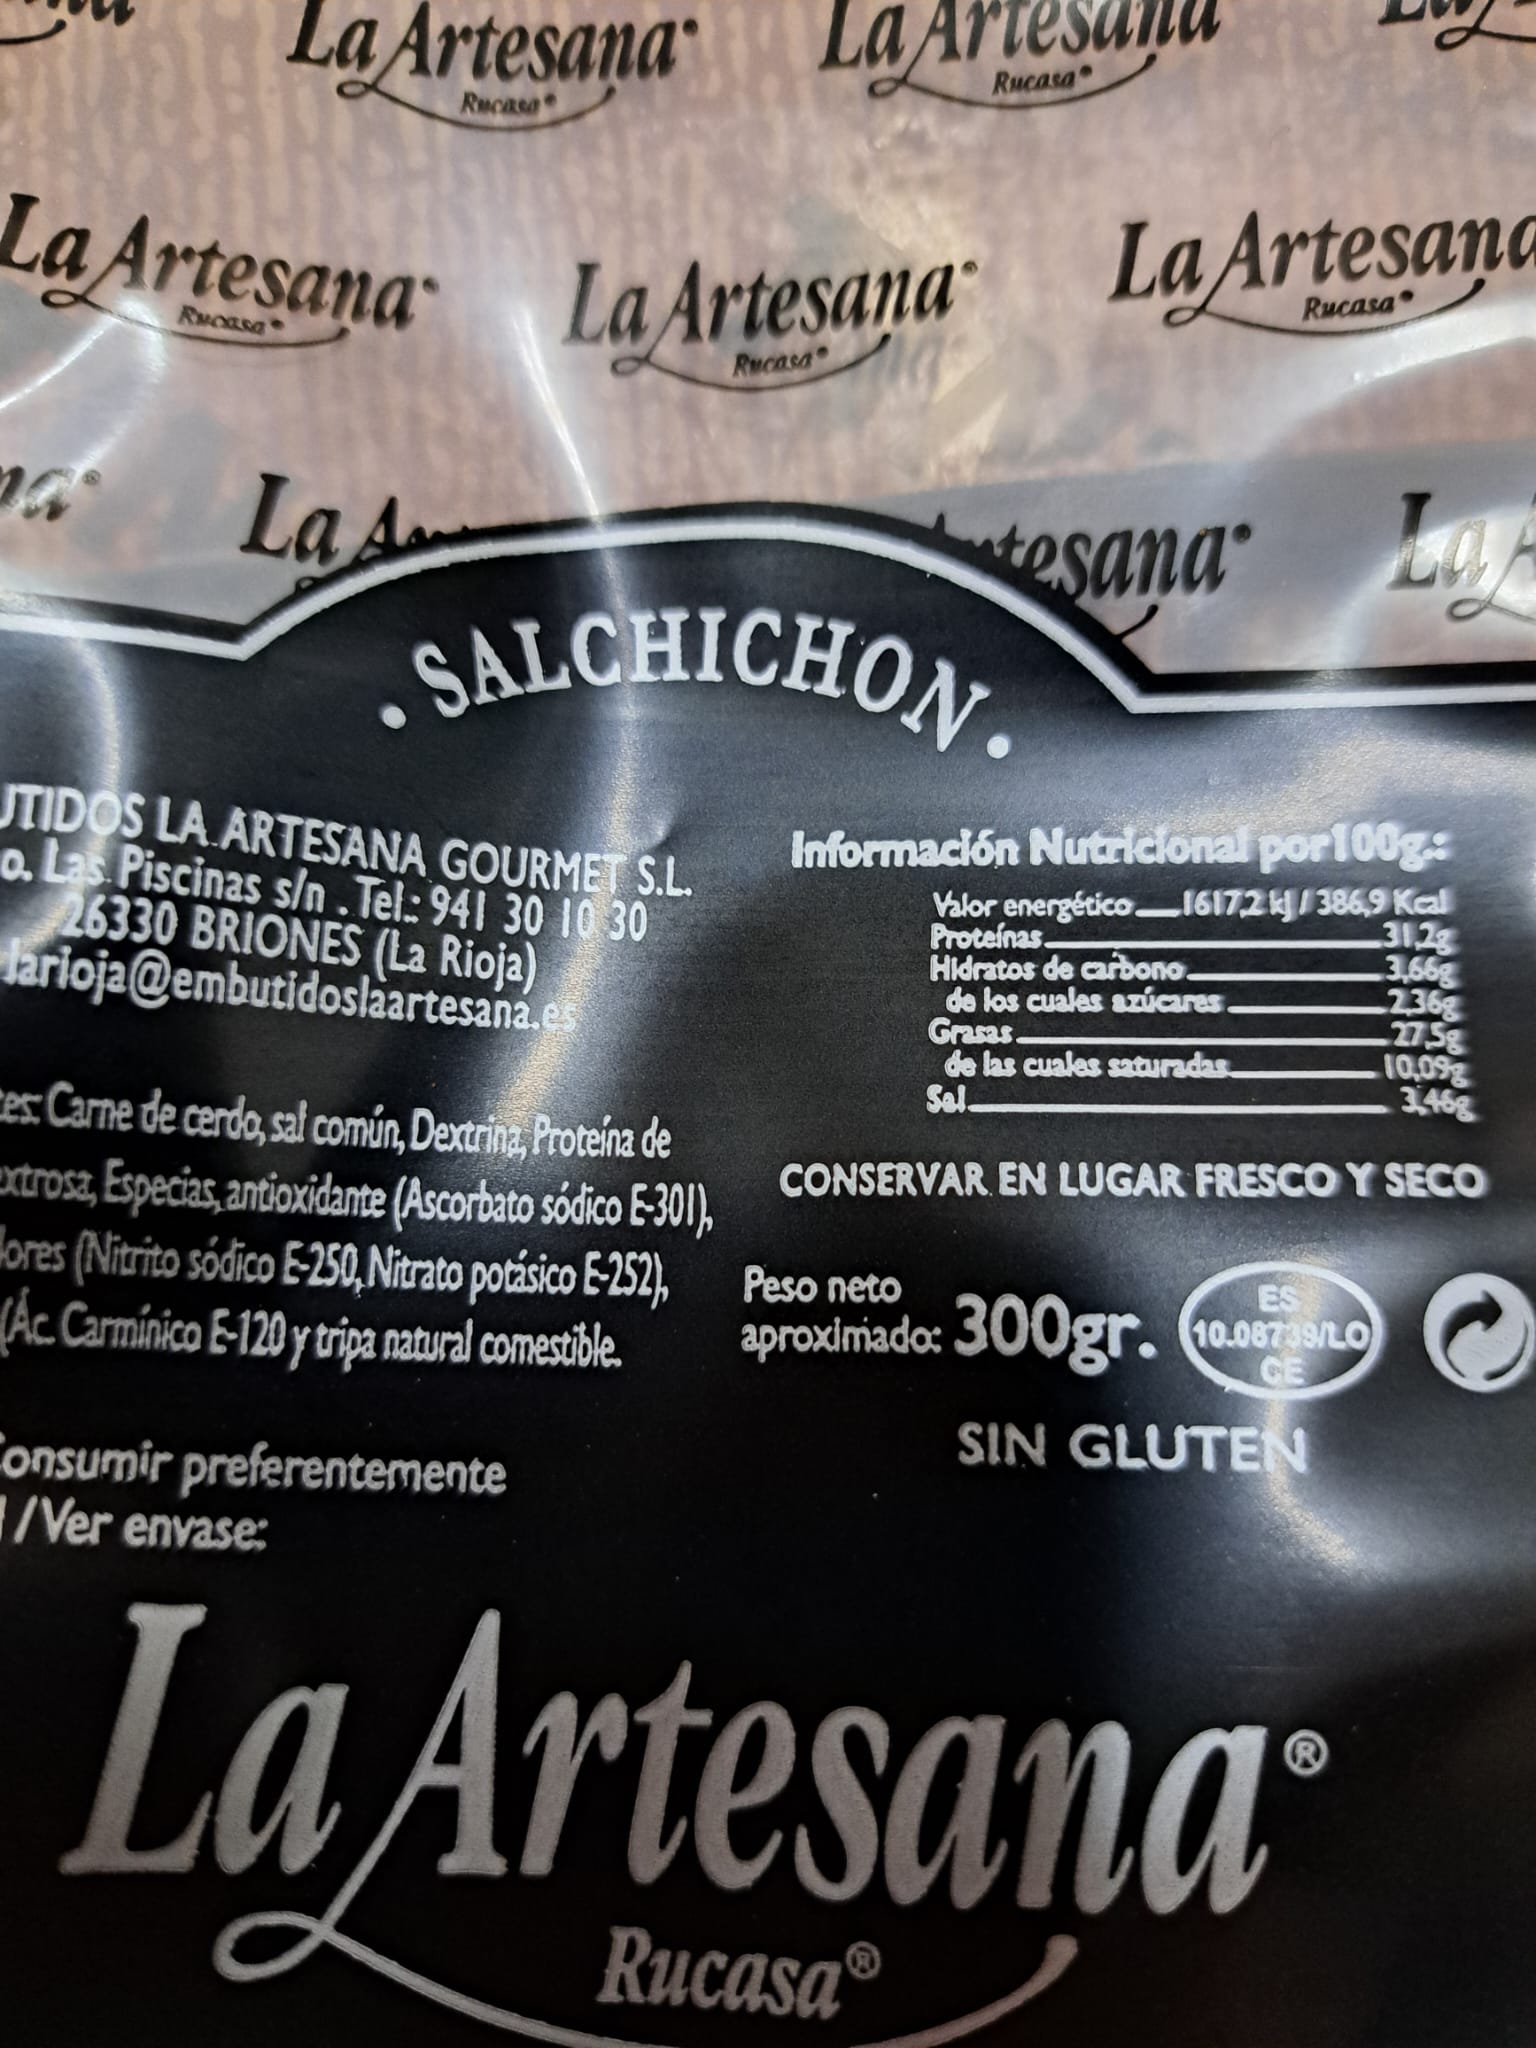 La Artesana
Rucasa®
La Artesana
Rucasa®
La Artesana
Rucasa®
La Artesana®
Rucasa®
La Artesana
Rucasa®
La
tesana®
La
• SALCHICHON •
UTIDOS LA ARTESANA GOURMET S.L.
o. Las Piscinas s/n . Tel.: 941 30 10 30
26330 BRIONES (La Rioja)
larioja@embutidoslaartesana.es
tes: Carne de cerdo, sal común, Dextrina, Proteína de
extrosa, Especias, antioxidante (Ascorbato sódico E-301),
dores (Nitrito sódico E-250, Nitrato potásico E-252),
(Ác. Carmínico E-120 y tripa natural comestible.
Consumir preferentemente
/ Ver envase:
Información Nutricional por100g.:
Valor energético 1617,2 kJ / 386,9 Kcal
Proteínas 31,2g
Hidratos de carbono 3,66g
de los cuales azúcares 2,36g
Grasas 27,5g
de las cuales saturadas 10,09g
Sal 3,46g
CONSERVAR EN LUGAR FRESCO Y SECO
Peso neto
aproximado: 300gr.
ES
10.08739/LO
CE
SIN GLUTEN
La Artesana®
Rucasa®